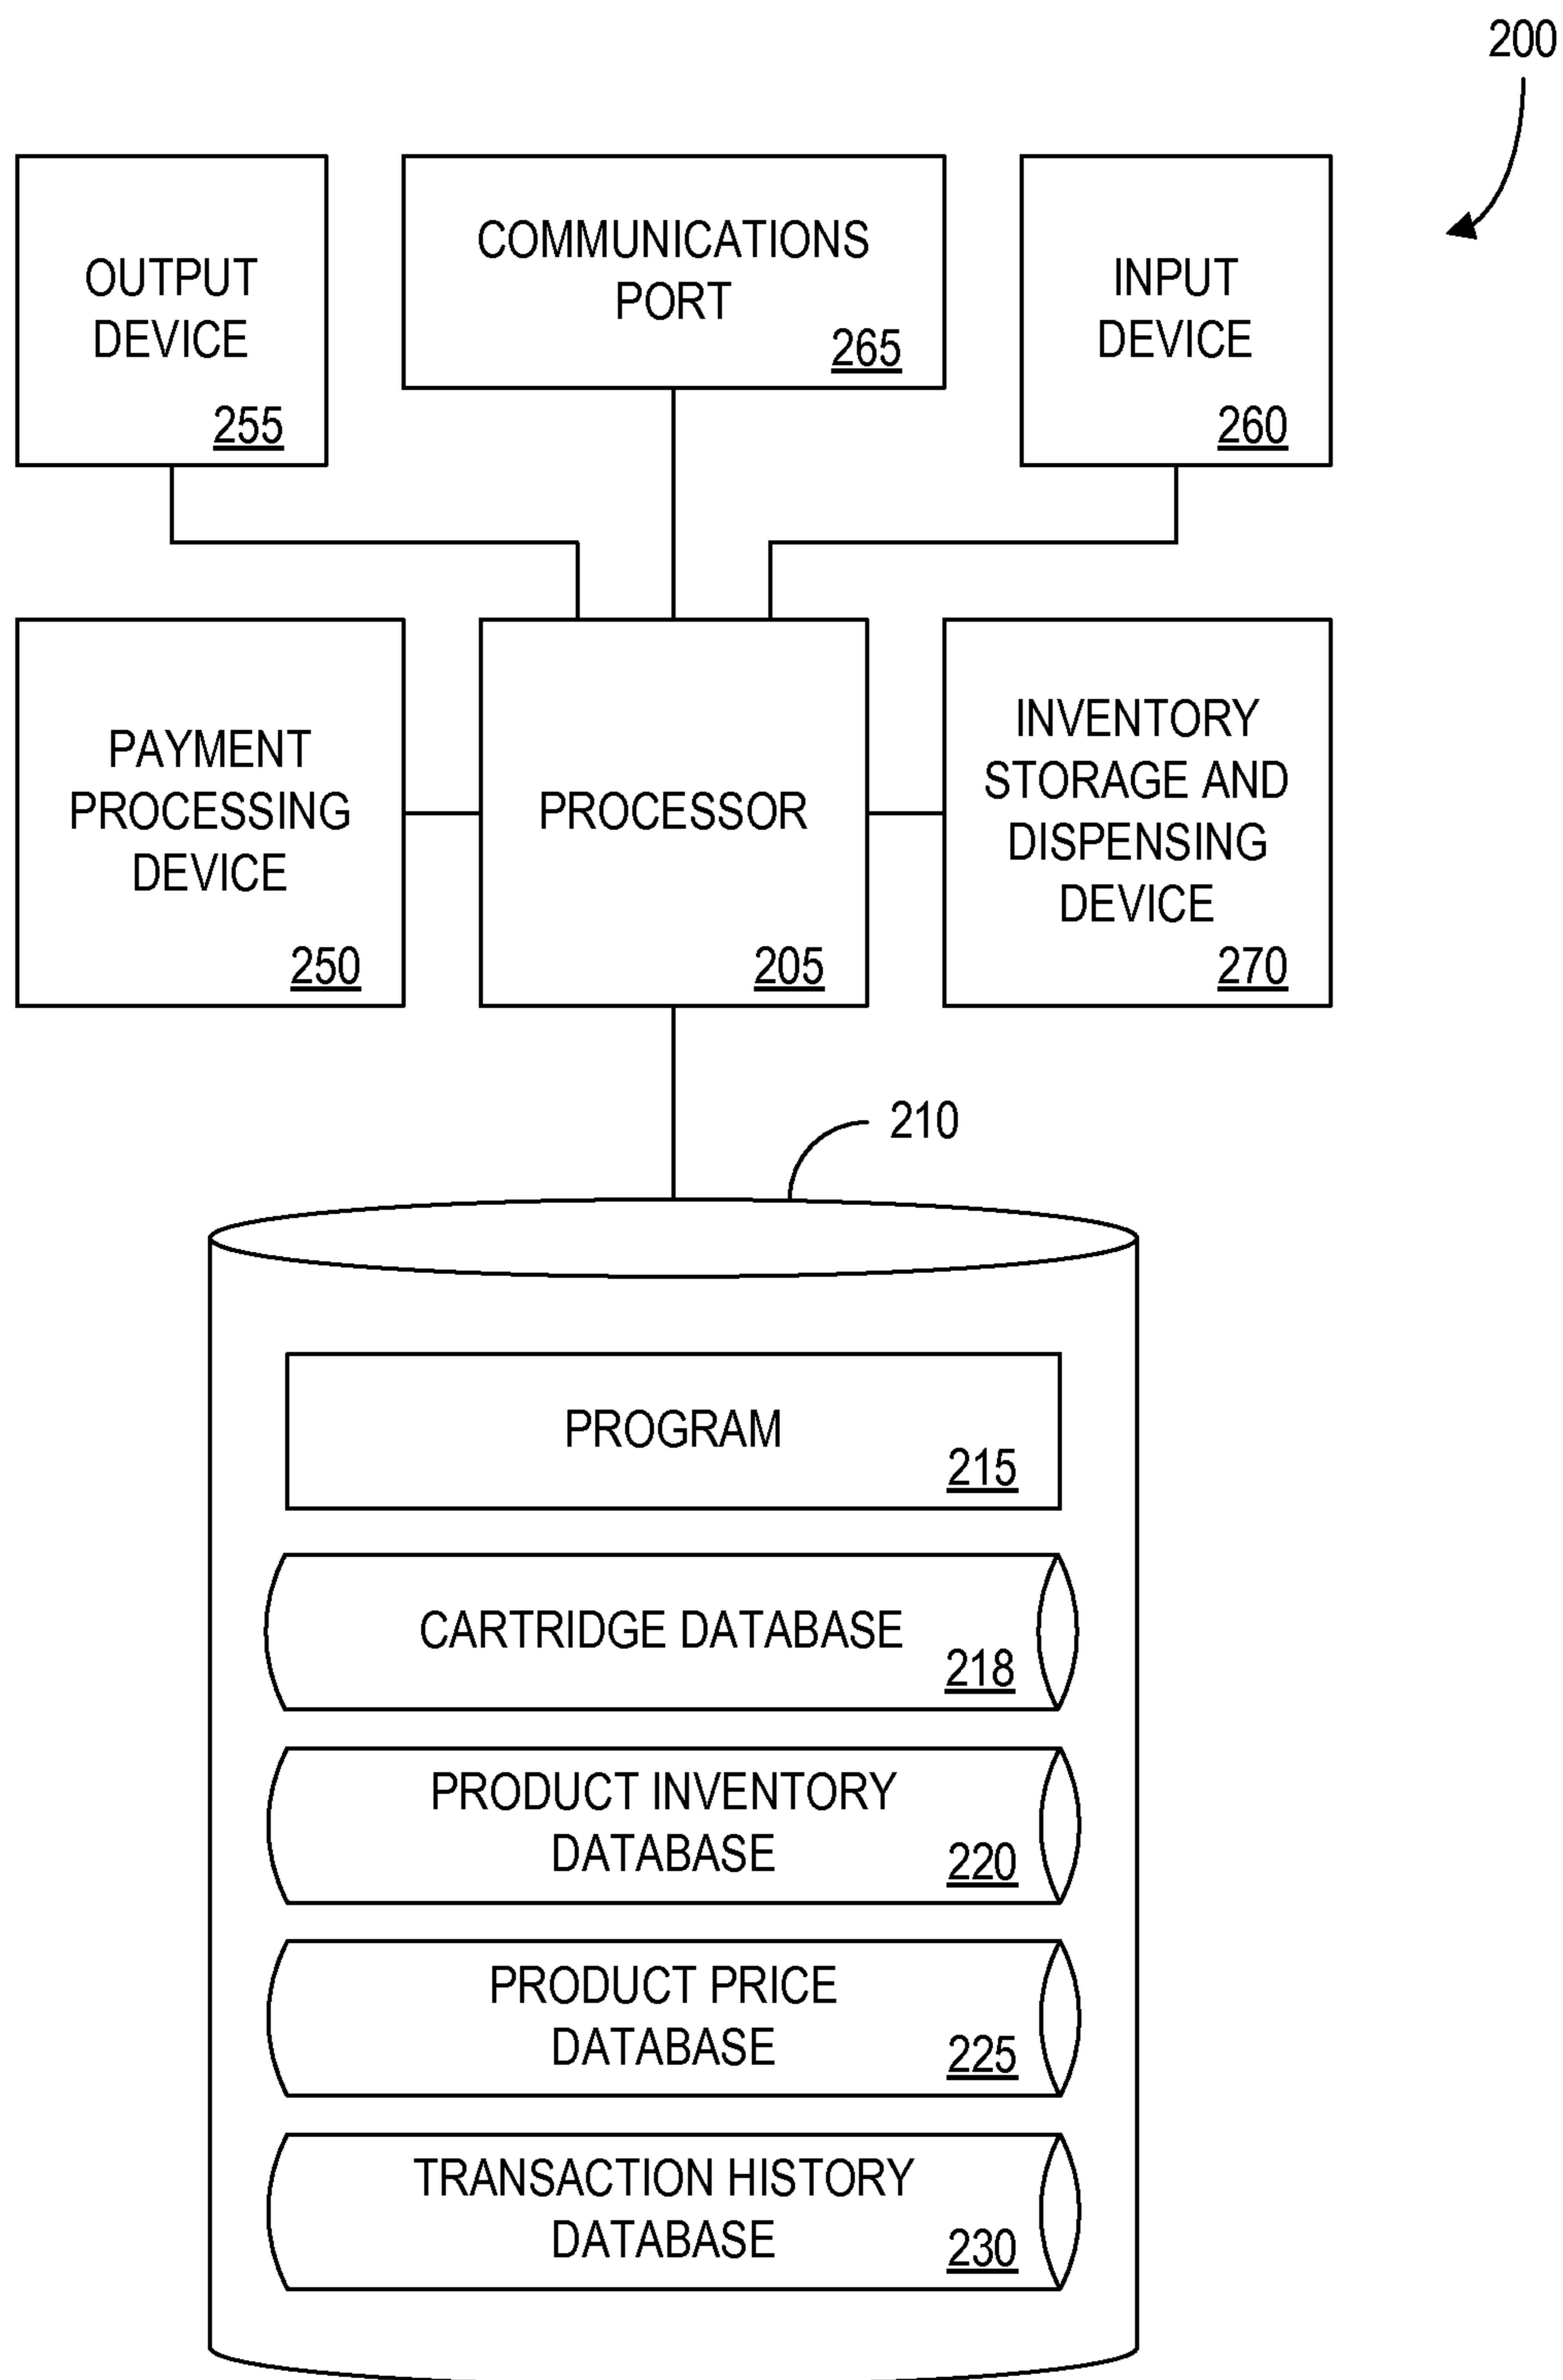 200
OUTPUT
DEVICE
255
COMMUNICATIONS
PORT
265
INPUT
DEVICE
260
PAYMENT
PROCESSING
DEVICE
250
PROCESSOR
205
INVENTORY
STORAGE AND
DISPENSING
DEVICE
270
210
PROGRAM
215
CARTRIDGE DATABASE
218
PRODUCT INVENTORY
DATABASE
220
PRODUCT PRICE
DATABASE
225
TRANSACTION HISTORY
DATABASE
230